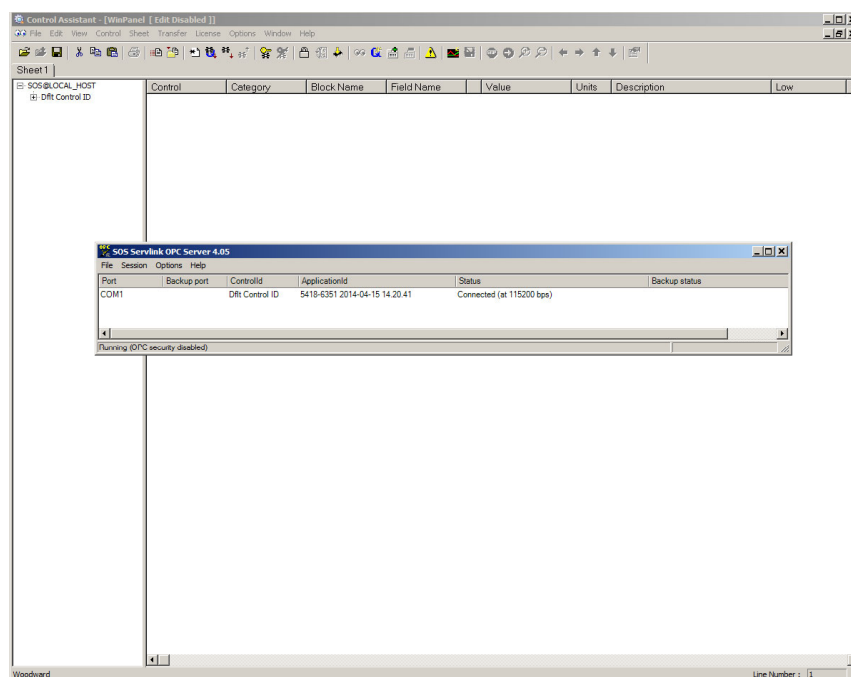 Control Assistant - [WinPanel [ Edit Disabled ]]
File Edit View Control Sheet Transfer License Options Window Help
Sheet1
SOS@LOCAL_HOST
Dflt Control ID
Control Category Block Name Field Name Value Units Description Low
SOS Servlink OPC Server 4.05
File Session Options Help
Port Backup port ControlId ApplicationId Status Backup status
COM1 Dflt Control ID 5418-6351 2014-04-15 14.20.41 Connected (at 115200 bps)
Running (OPC security disabled)
Woodward Line Number : 1